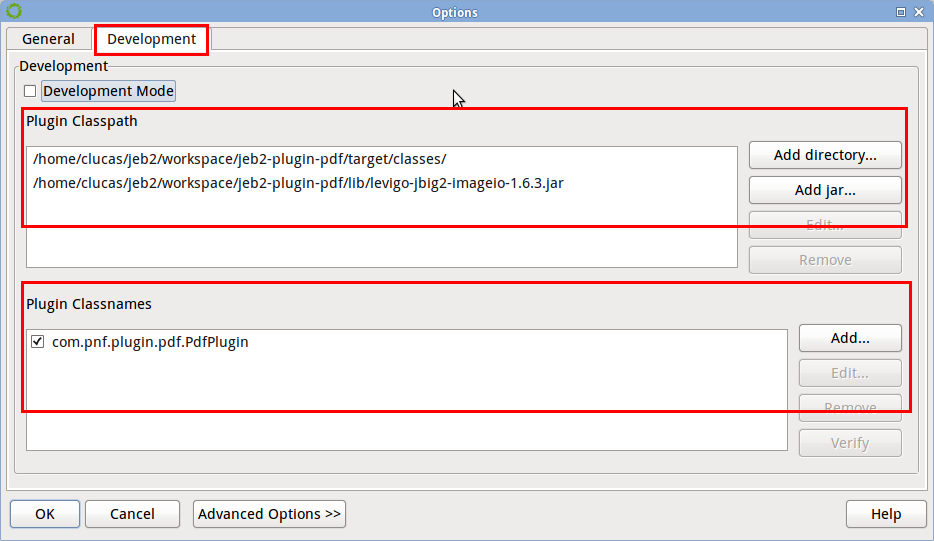 Options
General
Development
Development
Development Mode
Plugin Classpath
/home/clucas/jeb2/workspace/jeb2-plugin-pdf/target/classes/
/home/clucas/jeb2/workspace/jeb2-plugin-pdf/lib/levigo-jbig2-imageio-1.6.3.jar
Add directory...
Add jar...
Edit...
Remove
Plugin Classnames
com.pnf.plugin.pdf.PdfPlugin
Add...
Edit...
Remove
Verify
OK
Cancel
Advanced Options >>
Help